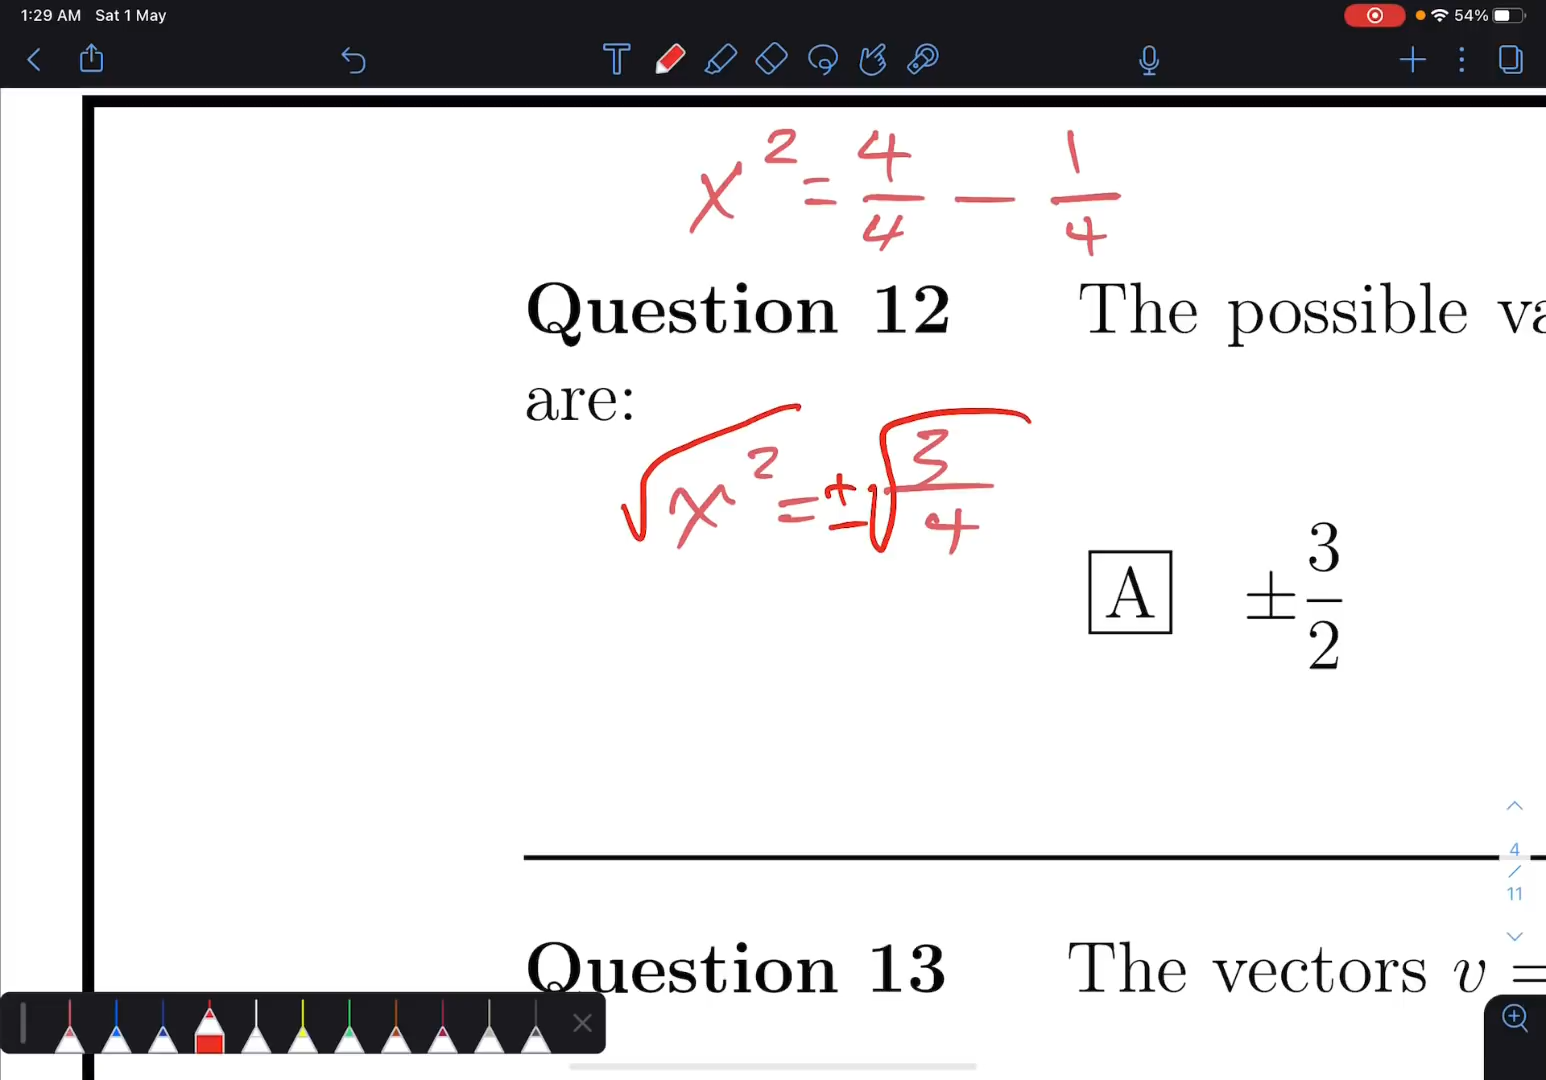 1:29 AM Sat 1 May 54%
T
x² = 4/4 - 1/4
Question 12 The possible
are:
√x² = ±√3/4
A ±3/2
4
/
11
Question 13 The vectors v =